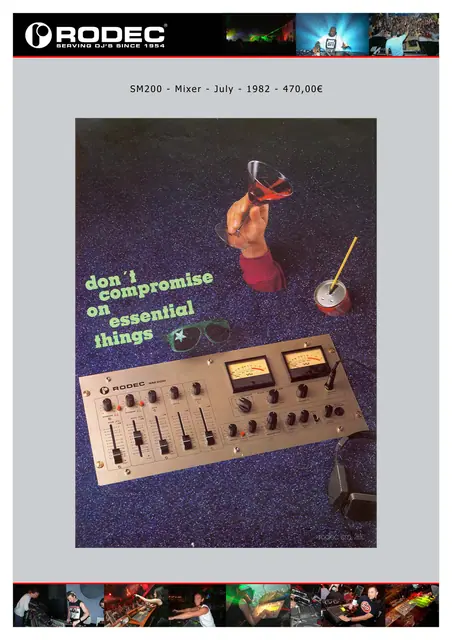 RODEC®
SERVING DJ'S SINCE 1954
SM200 - Mixer - July - 1982 - 470,00€
don't
compromise
on
essential
things
RODEC